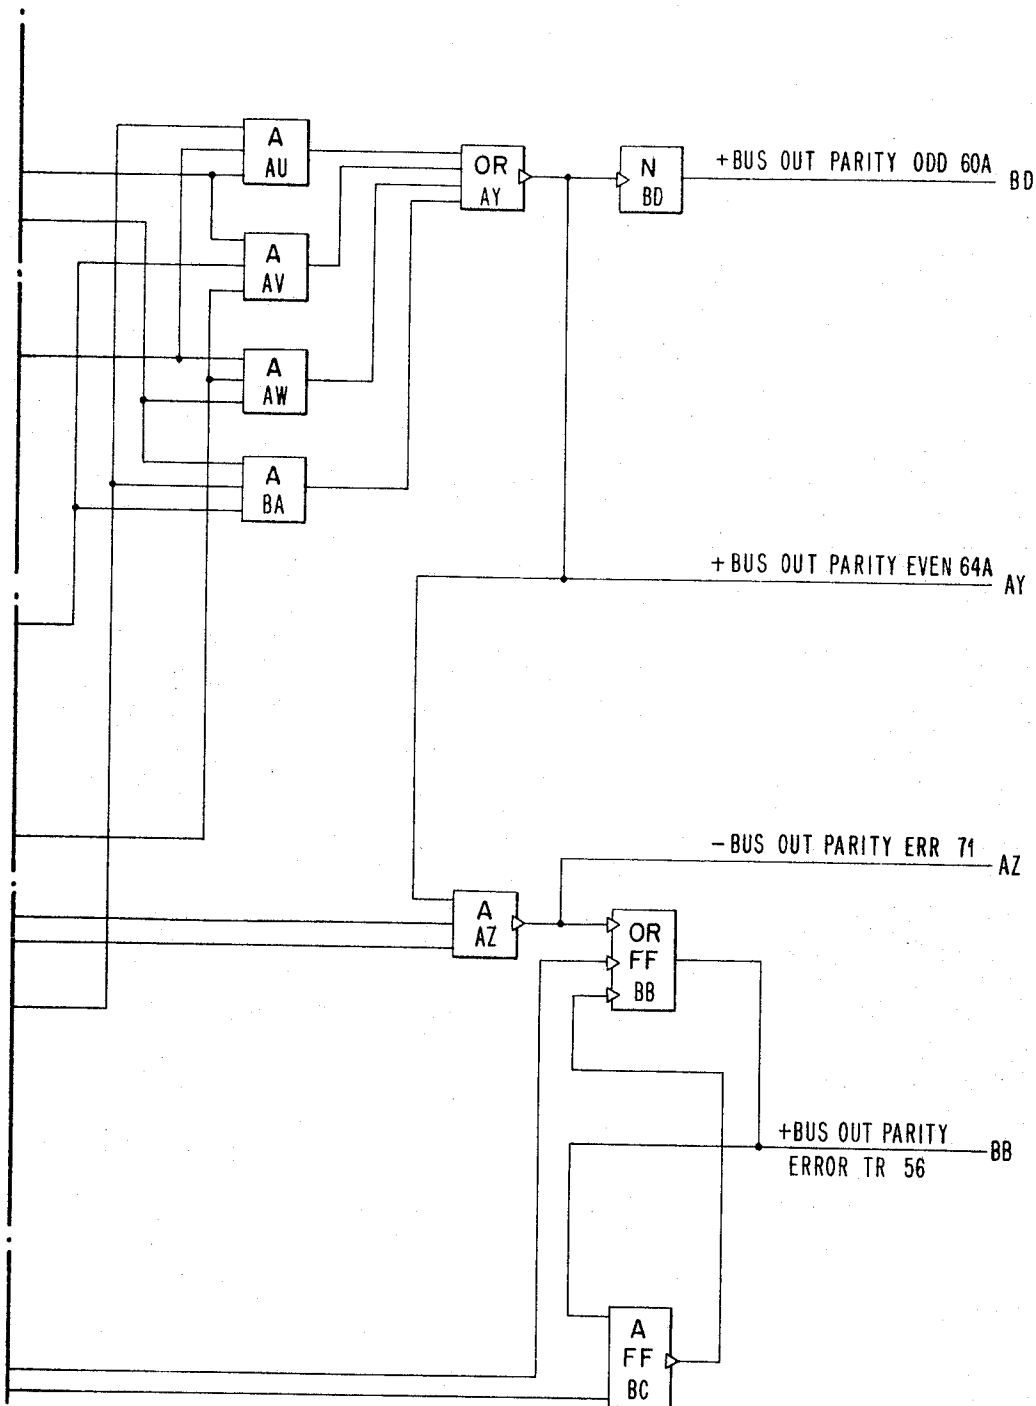 A
AU
OR
AY
N
BD
+BUS OUT PARITY ODD 60A
BD
A
AV
A
AW
A
BA
+BUS OUT PARITY EVEN 64A
AY
-BUS OUT PARITY ERR 71
AZ
A
AZ
OR
FF
BB
+BUS OUT PARITY
ERROR TR 56
BB
A
FF
BC